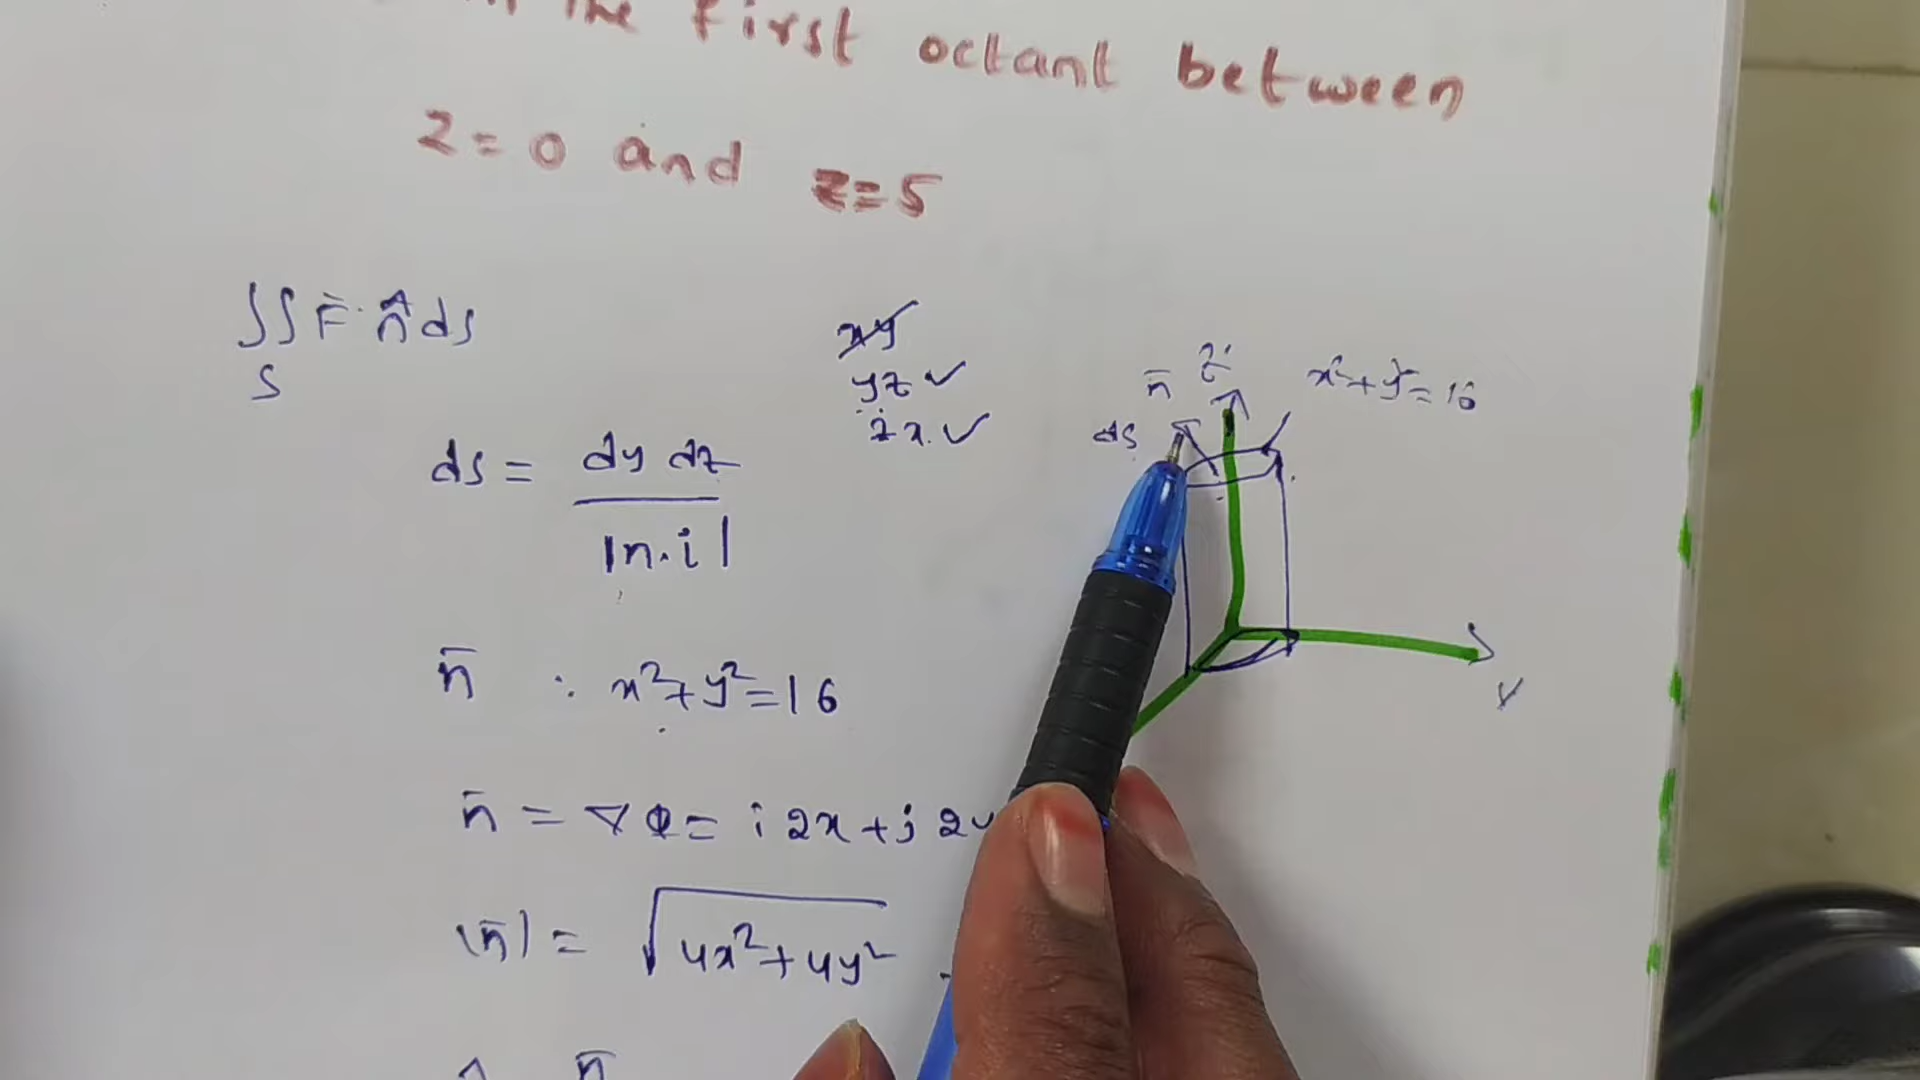 the first octant between
z=0 and z=5
∫∫ F̄·n̂ ds
S
xy
yz ✓
zx. ✓
ds = dy dz
|n.i|
n̄ : x²+y²=16
n̄ = ∇φ = i 2x + j 2y
|n̄| = √4x²+4y²
n̄
n̄
z
x²+y²=16
ds
y